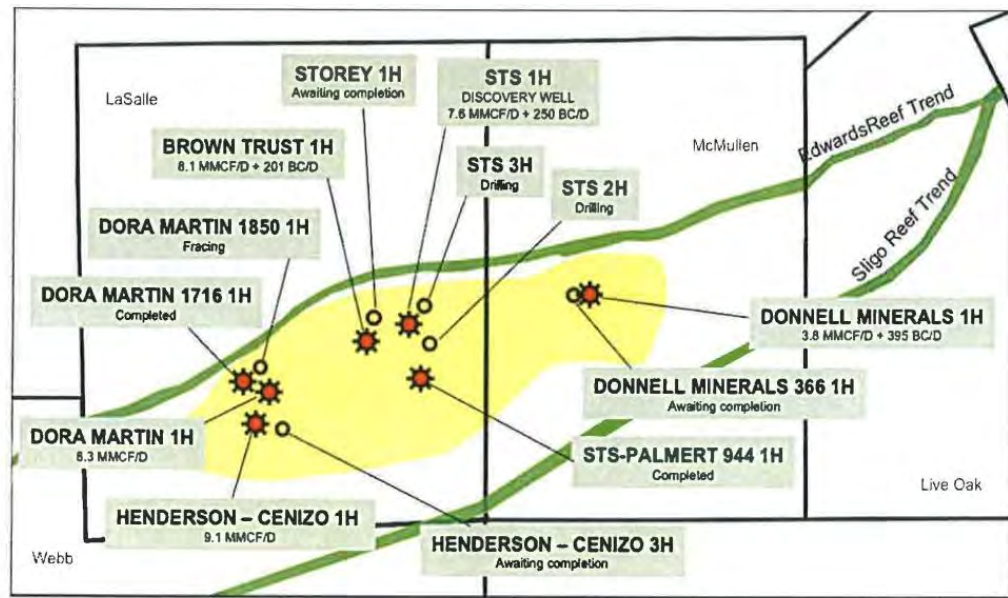 LaSalle
STOREY 1H
Awaiting completion
STS 1H
DISCOVERY WELL
7.6 MMCF/D + 250 BC/D
BROWN TRUST 1H
8.1 MMCF/D + 201 BC/D
STS 3H
Drilling
McMullen
EdwardsReef Trend
STS 2H
Drilling
Sligo Reef Trend
DORA MARTIN 1850 1H
Fracing
DORA MARTIN 1716 1H
Completed
DONNELL MINERALS 1H
3.8 MMCF/D + 395 BC/D
DONNELL MINERALS 366 1H
Awaiting completion
DORA MARTIN 1H
8.3 MMCF/D
STS-PALMERT 944 1H
Completed
Live Oak
HENDERSON – CENIZO 1H
9.1 MMCF/D
HENDERSON – CENIZO 3H
Awaiting completion
Webb